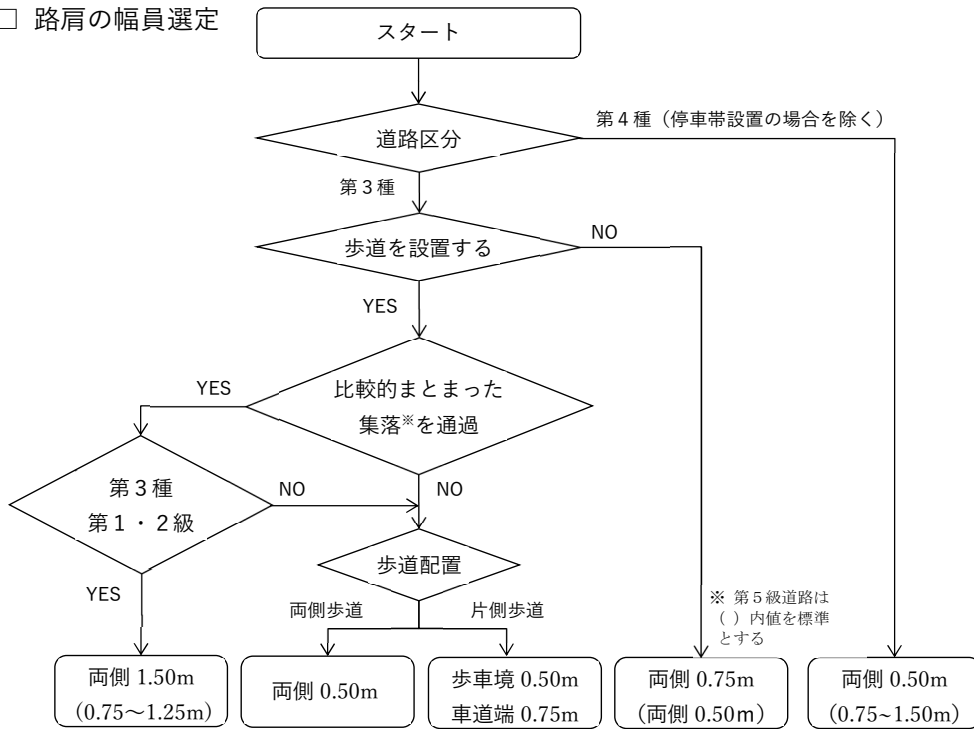 □ 路肩の幅員選定
スタート
道路区分
第４種（停車帯設置の場合を除く）
第３種
歩道を設置する
NO
YES
比較的まとまった
集落※を通過
YES
NO
第３種
第１・２級
NO
YES
歩道配置
両側歩道
片側歩道
※ 第５級道路は
（ ）内値を標準
とする
両側 1.50m
（0.75～1.25m）
両側 0.50m
歩車境 0.50m
車道端 0.75m
両側 0.75m
（両側 0.50m）
両側 0.50m
（0.75~1.50m）